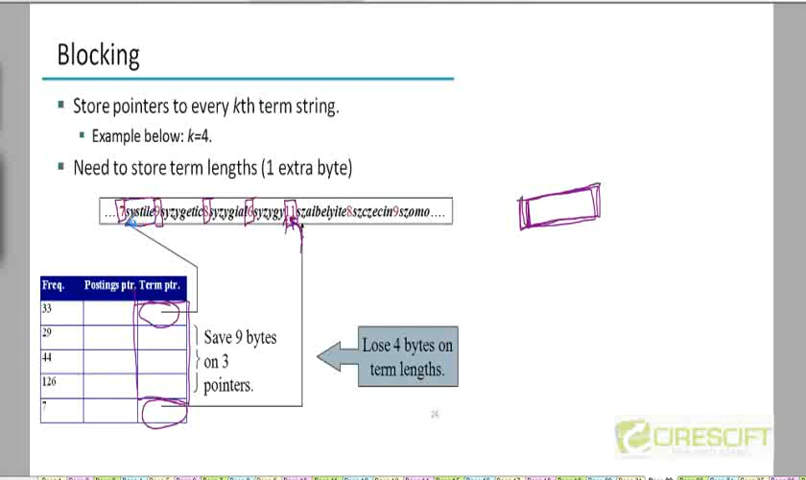 Blocking
Store pointers to every kth term string.
Example below: k=4.
Need to store term lengths (1 extra byte)
…7systile9syzygetic8syzygial6syzygy11szaibelyite8szczecin9szomo….
Freq. Postings ptr. Term ptr.
33
29
44
126
7
Save 9 bytes
on 3
pointers.
Lose 4 bytes on
term lengths.
24
CIRESCIFT